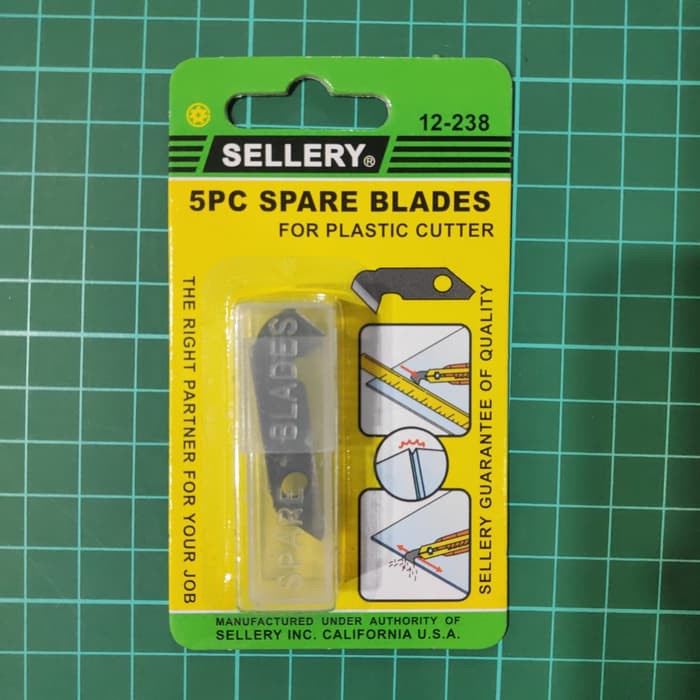 12-238
SELLERY®
5PC SPARE BLADES
FOR PLASTIC CUTTER
THE RIGHT PARTNER FOR YOUR JOB
SPARE BLADES
SELLERY GUARANTEE OF QUALITY
MANUFACTURED UNDER AUTHORITY OF
SELLERY INC. CALIFORNIA U.S.A.